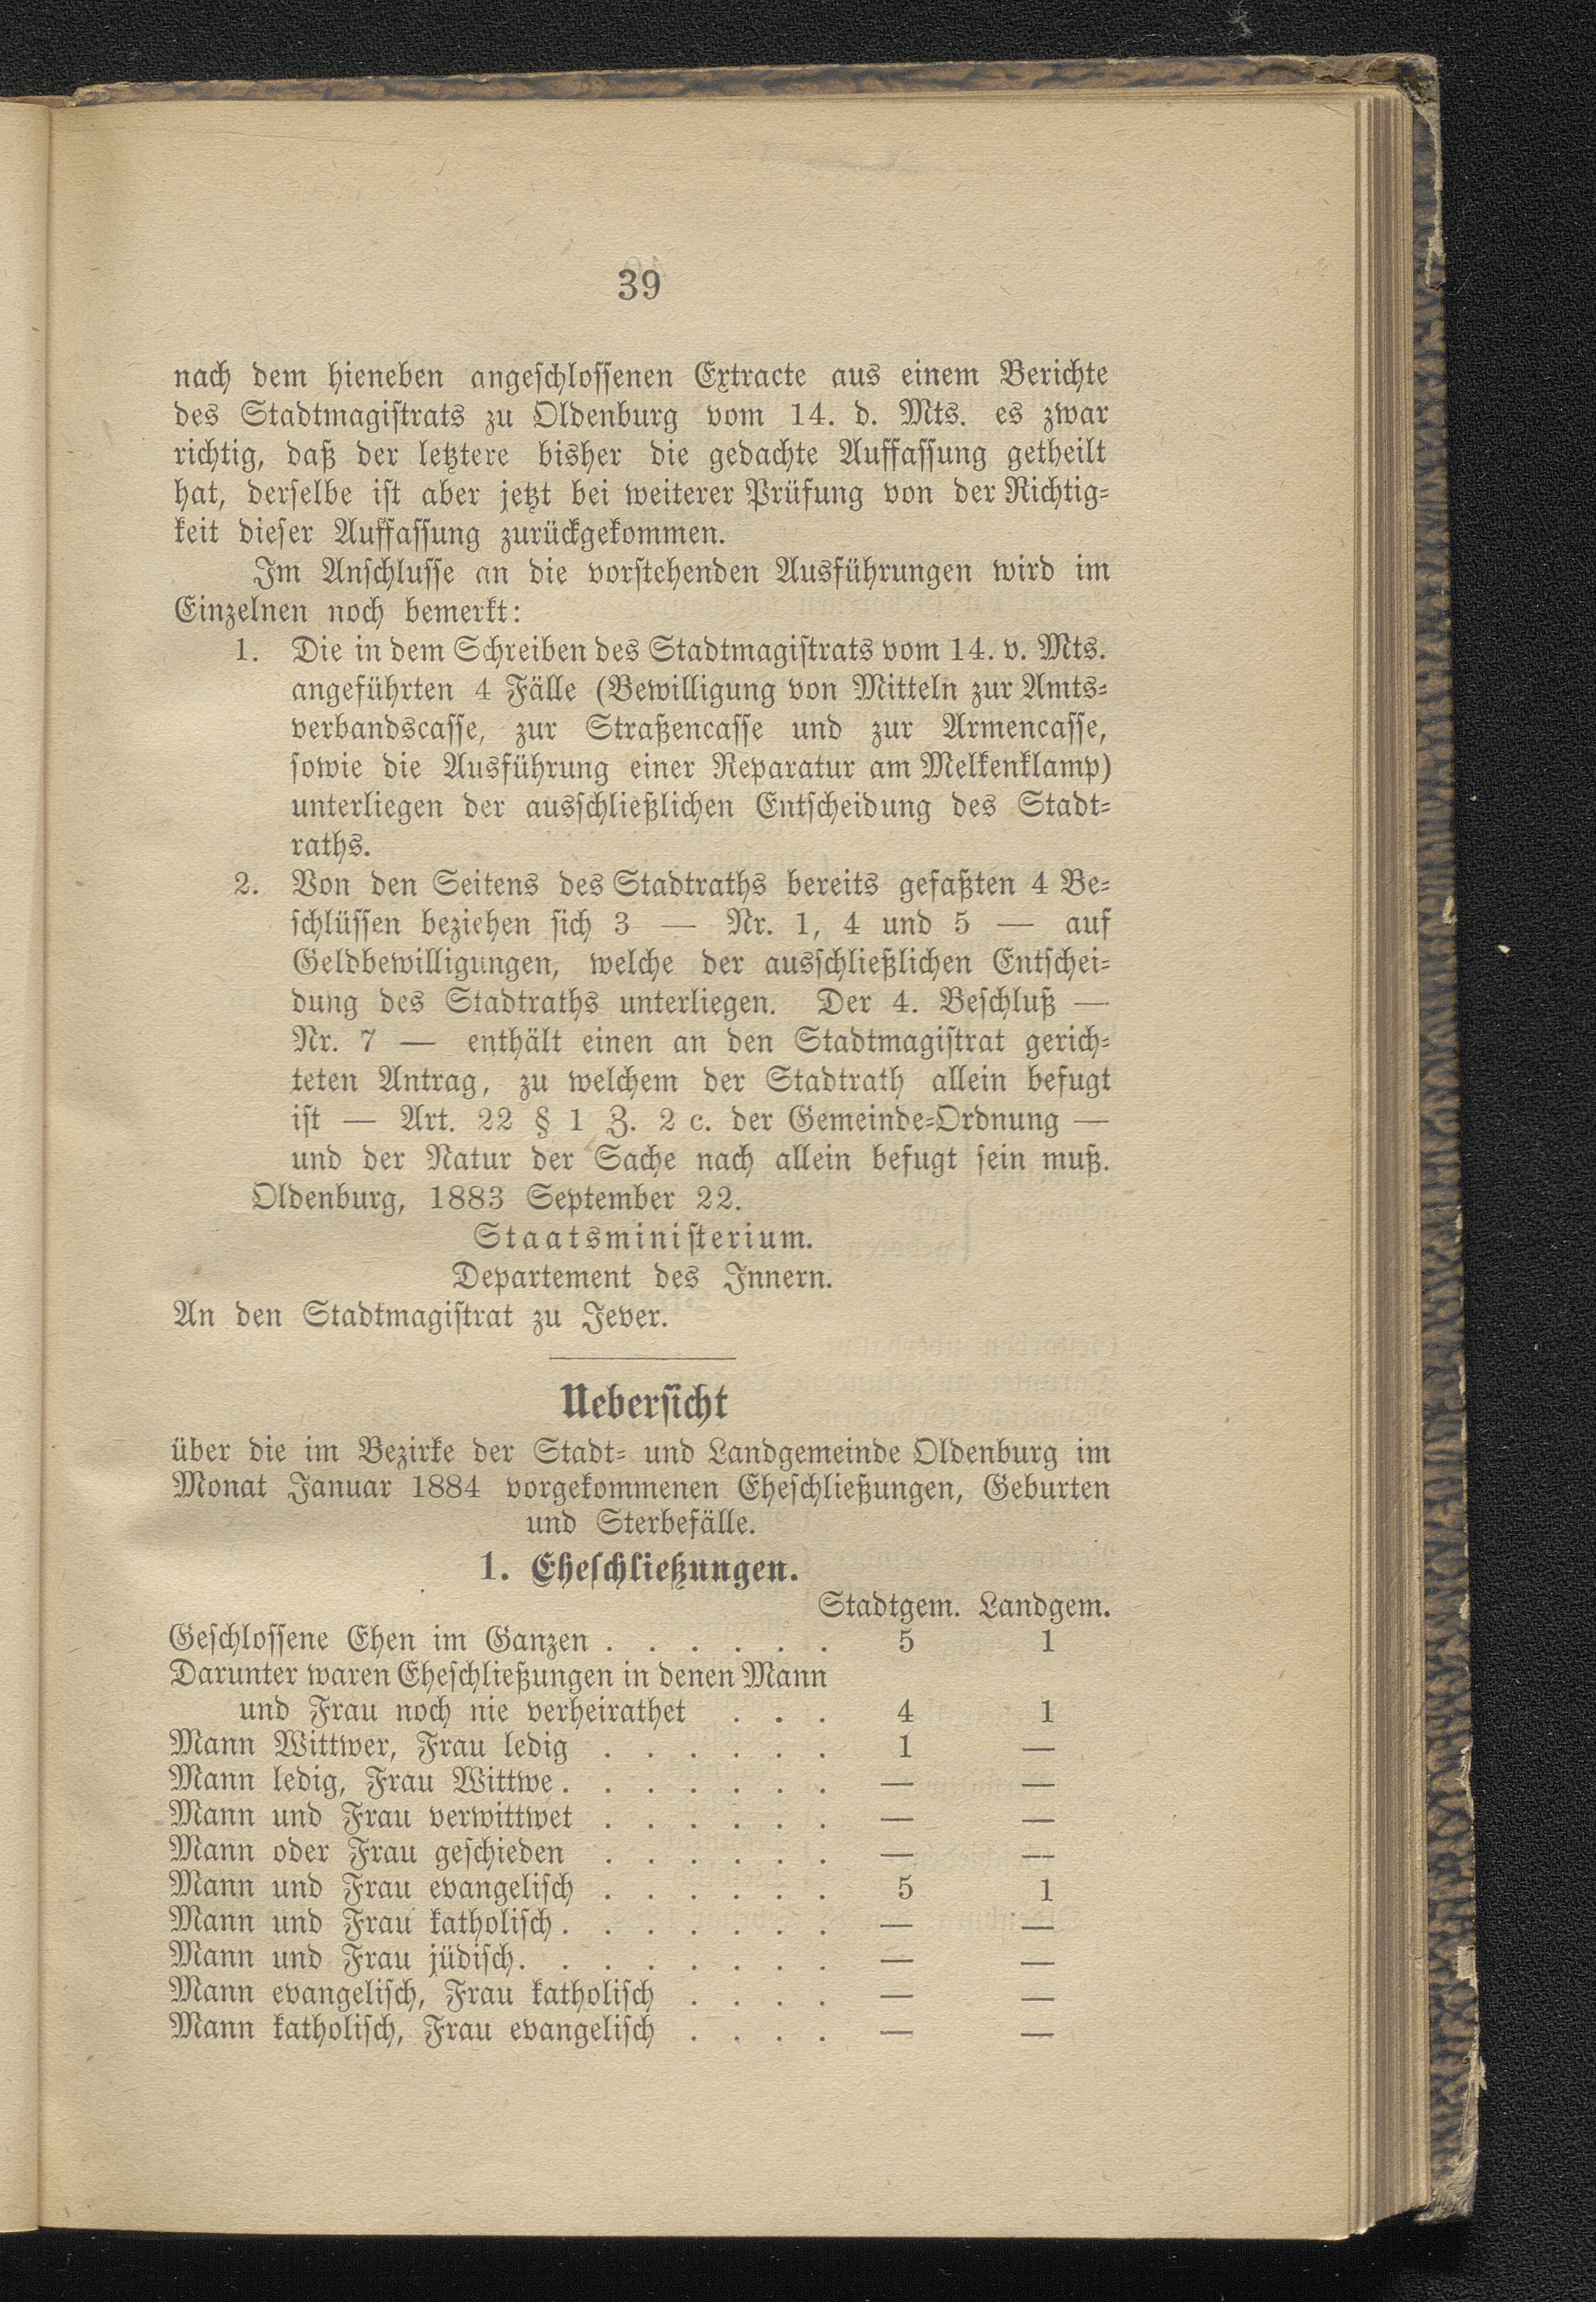 39
nach dem hieneben angeschlossenen Extracte aus einem Berichte
des Stadtmagistrats zu Oldenburg vom 14. d. Mts. es zwar
richtig, daß der letztere bisher die gedachte Auffassung getheilt
hat, derselbe ist aber jetzt bei weiterer Prüfung von der Richtig-
keit dieser Auffassung zurückgekommen.
Im Anschlusse an die vorstehenden Ausführungen wird im
Einzelnen noch bemerkt:
1. Die in dem Schreiben des Stadtmagistrats vom 14. v. Mts.
angeführten 4 Fälle (Bewilligung von Mitteln zur Amts-
verbandscasse, zur Straßencasse und zur Armencasse,
sowie die Ausführung einer Reparatur am Melkenklamp)
unterliegen der ausschließlichen Entscheidung des Stadt-
raths.
2. Von den Seitens des Stadtraths bereits gefaßten 4 Be-
schlüssen beziehen sich 3 — Nr. 1, 4 und 5 — auf
Geldbewilligungen, welche der ausschließlichen Entschei-
dung des Stadtraths unterliegen. Der 4. Beschluß —
Nr. 7 — enthält einen an den Stadtmagistrat gerich-
teten Antrag, zu welchem der Stadtrath allein befugt
ist — Art. 22 § 1 Z. 2 c. der Gemeinde-Ordnung —
und der Natur der Sache nach allein befugt sein muß.
Oldenburg, 1883 September 22.
Staatsministerium.
Departement des Innern.
An den Stadtmagistrat zu Jever.
Uebersicht
über die im Bezirke der Stadt- und Landgemeinde Oldenburg im
Monat Januar 1884 vorgekommenen Eheschließungen, Geburten
und Sterbefälle.
1. Eheschließungen.
Stadtgem. Landgem.
Geschlossene Ehen im Ganzen . . . . . . 5 1
Darunter waren Eheschließungen in denen Mann
und Frau noch nie verheirathet . . . 4 1
Mann Wittwer, Frau ledig . . . . . . 1 —
Mann ledig, Frau Wittwe . . . . . . . — —
Mann und Frau verwittwet . . . . . . — —
Mann oder Frau geschieden . . . . . . — —
Mann und Frau evangelisch . . . . . . 5 1
Mann und Frau katholisch . . . . . . . — —
Mann und Frau jüdisch . . . . . . . . — —
Mann evangelisch, Frau katholisch . . . . — —
Mann katholisch, Frau evangelisch . . . . — —